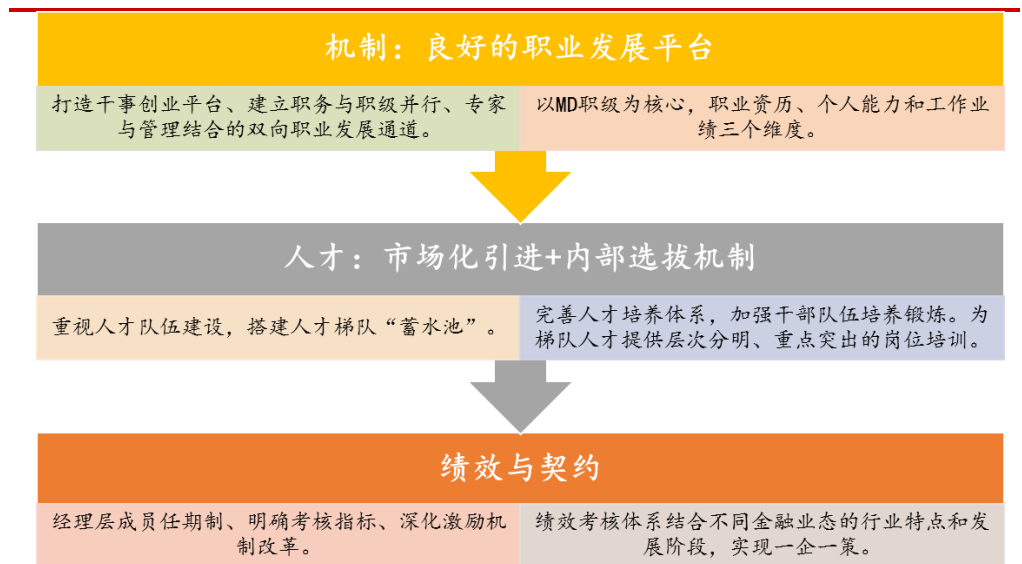 机制：良好的职业发展平台
打造干事创业平台、建立职务与职级并行、专家
与管理结合的双向职业发展通道。
以MD职级为核心，职业资历、个人能力和工作业
绩三个维度。
人才：市场化引进+内部选拔机制
重视人才队伍建设，搭建人才梯队“蓄水池”。
完善人才培养体系，加强干部队伍培养锻炼。为
梯队人才提供层次分明、重点突出的岗位培训。
绩效与契约
经理层成员任期制、明确考核指标、深化激励机
制改革。
绩效考核体系结合不同金融业态的行业特点和发
展阶段，实现一企一策。